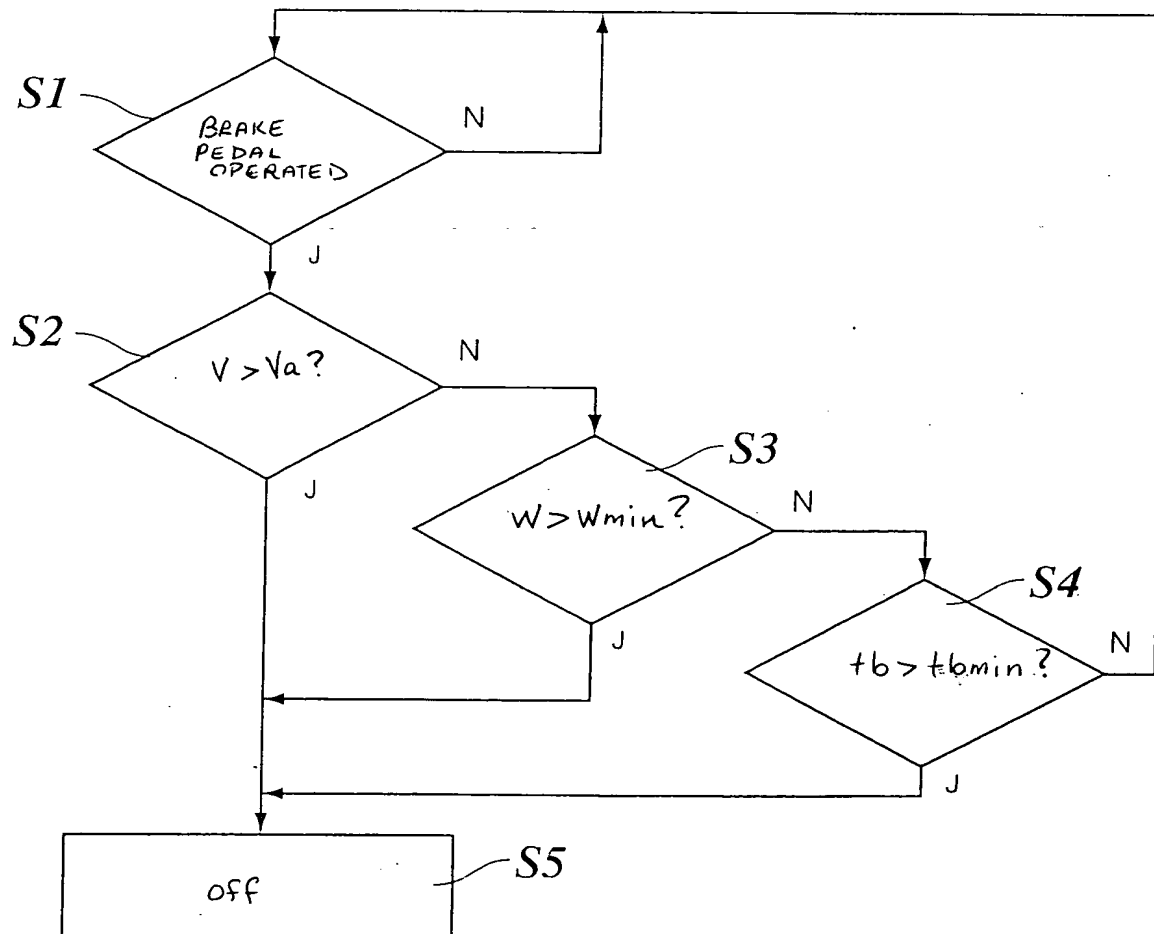 S1
BRAKE
PEDAL
OPERATED
N
J
S2
V > Va?
N
J
S3
W > Wmin?
N
J
S4
tb > tbmin?
N
J
S5
off